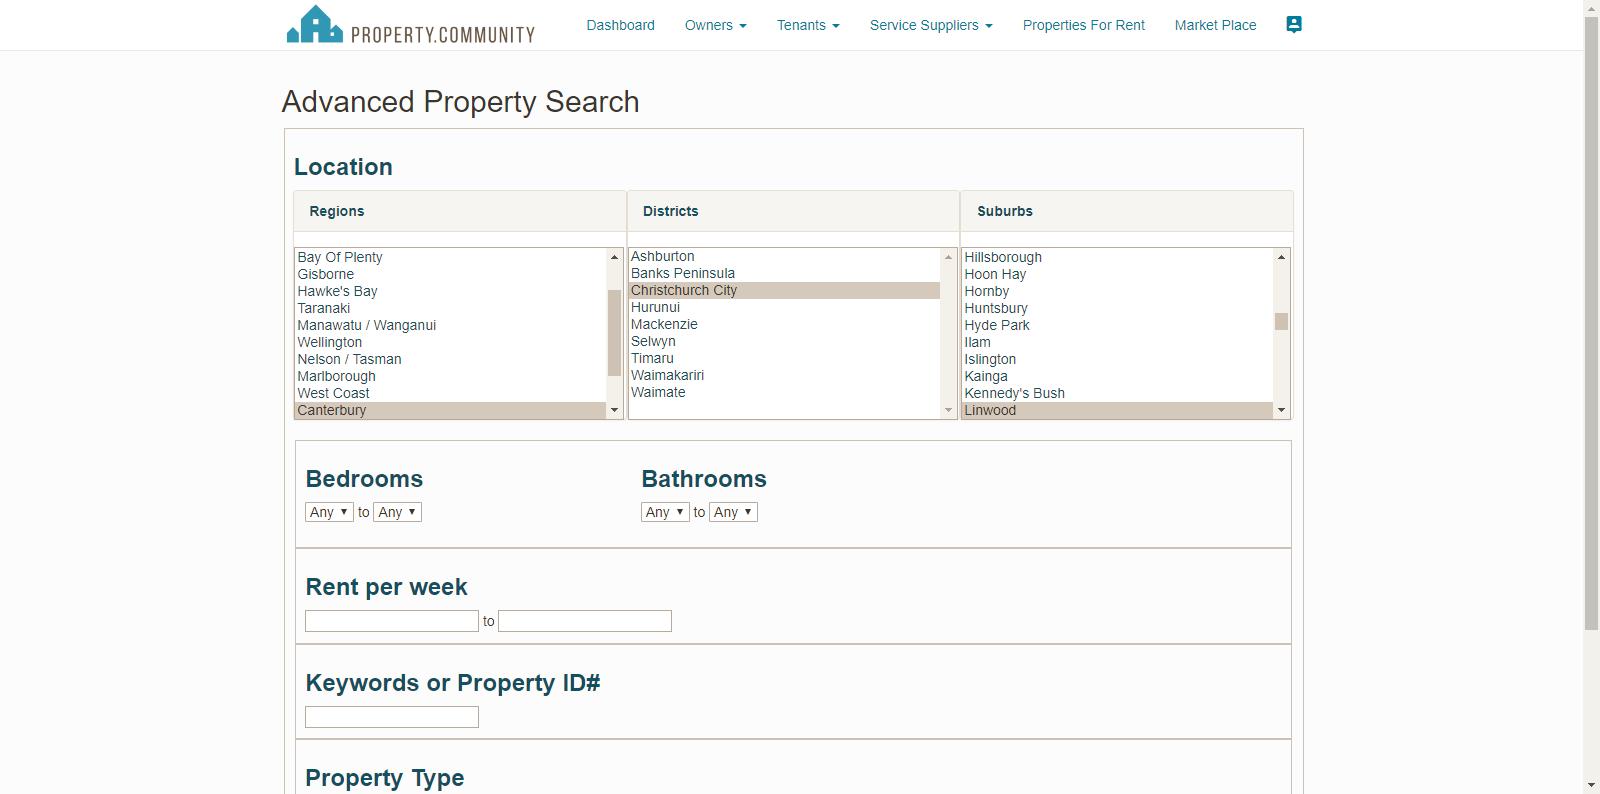 PROPERTY.COMMUNITY
Dashboard
Owners
Tenants
Service Suppliers
Properties For Rent
Market Place
Advanced Property Search
Location
Regions
Districts
Suburbs
Bay Of Plenty
Gisborne
Hawke's Bay
Taranaki
Manawatu / Wanganui
Wellington
Nelson / Tasman
Marlborough
West Coast
Canterbury
Ashburton
Banks Peninsula
Christchurch City
Hurunui
Mackenzie
Selwyn
Timaru
Waimakariri
Waimate
Hillsborough
Hoon Hay
Hornby
Huntsbury
Hyde Park
Ilam
Islington
Kainga
Kennedy's Bush
Linwood
Bedrooms
Any to Any
Bathrooms
Any to Any
Rent per week
to
Keywords or Property ID#
Property Type